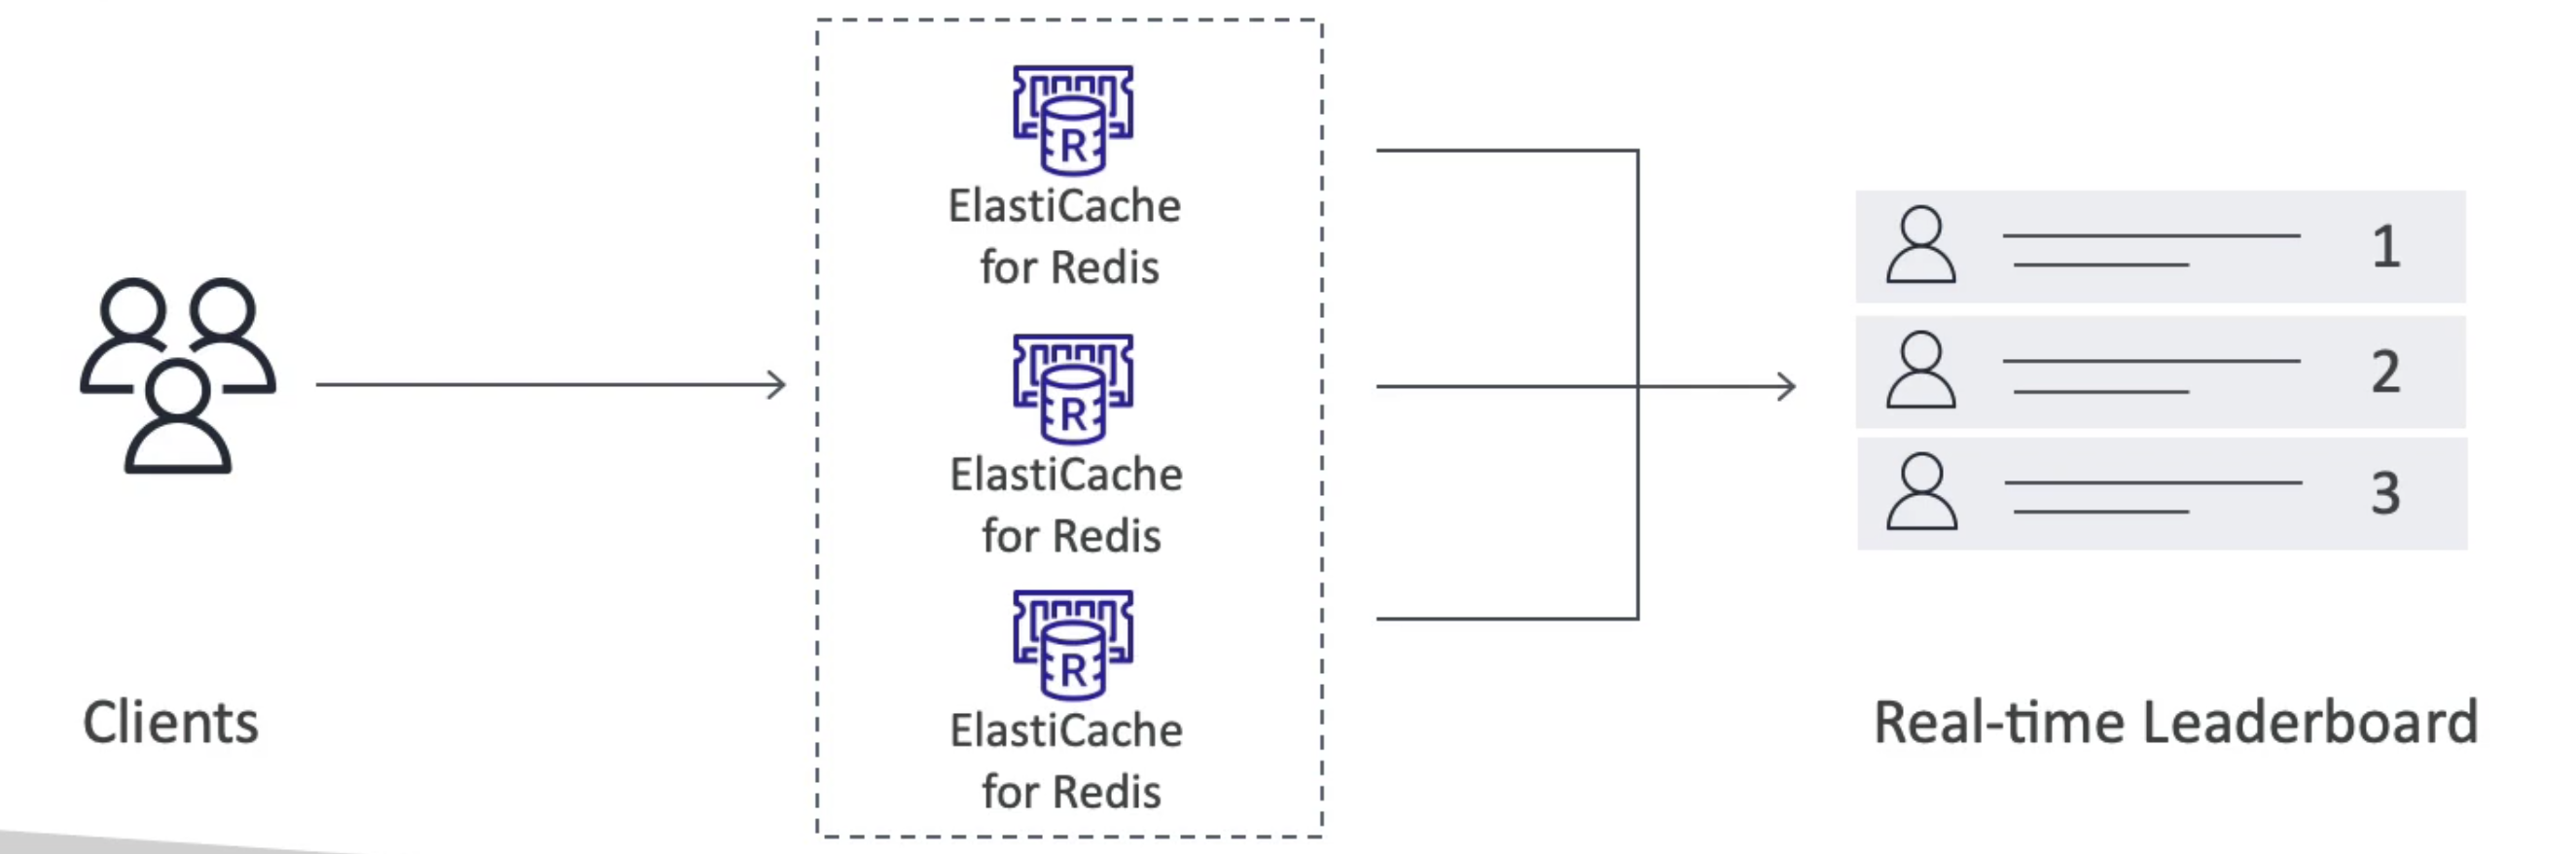 R
ElastiCache
for Redis
R
ElastiCache
for Redis
R
ElastiCache
for Redis
1
2
3
Clients
Real-time Leaderboard